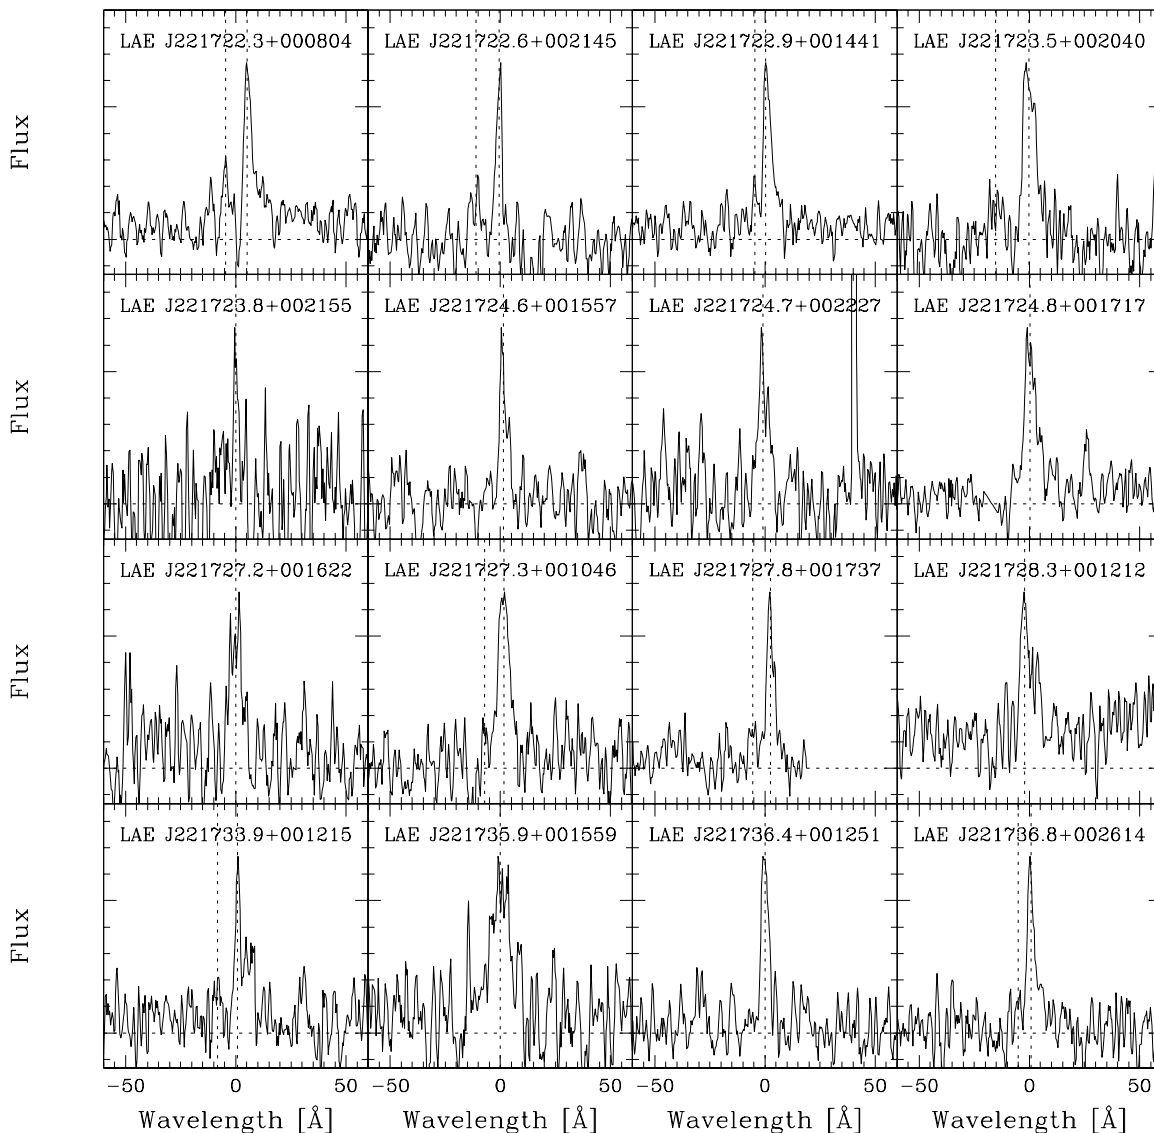 LAE J221722.3+000804 LAE J221722.6+002145 LAE J221722.9+001441 LAE J221723.5+002040
Flux
LAE J221723.8+002155 LAE J221724.6+001557 LAE J221724.7+002227 LAE J221724.8+001717
Flux
LAE J221727.2+001622 LAE J221727.3+001046 LAE J221727.8+001737 LAE J221728.3+001212
Flux
LAE J221733.9+001215 LAE J221735.9+001559 LAE J221736.4+001251 LAE J221736.8+002614
Flux
−50 0 50 −50 0 50 −50 0 50 −50 0 50
Wavelength [Å] Wavelength [Å] Wavelength [Å] Wavelength [Å]